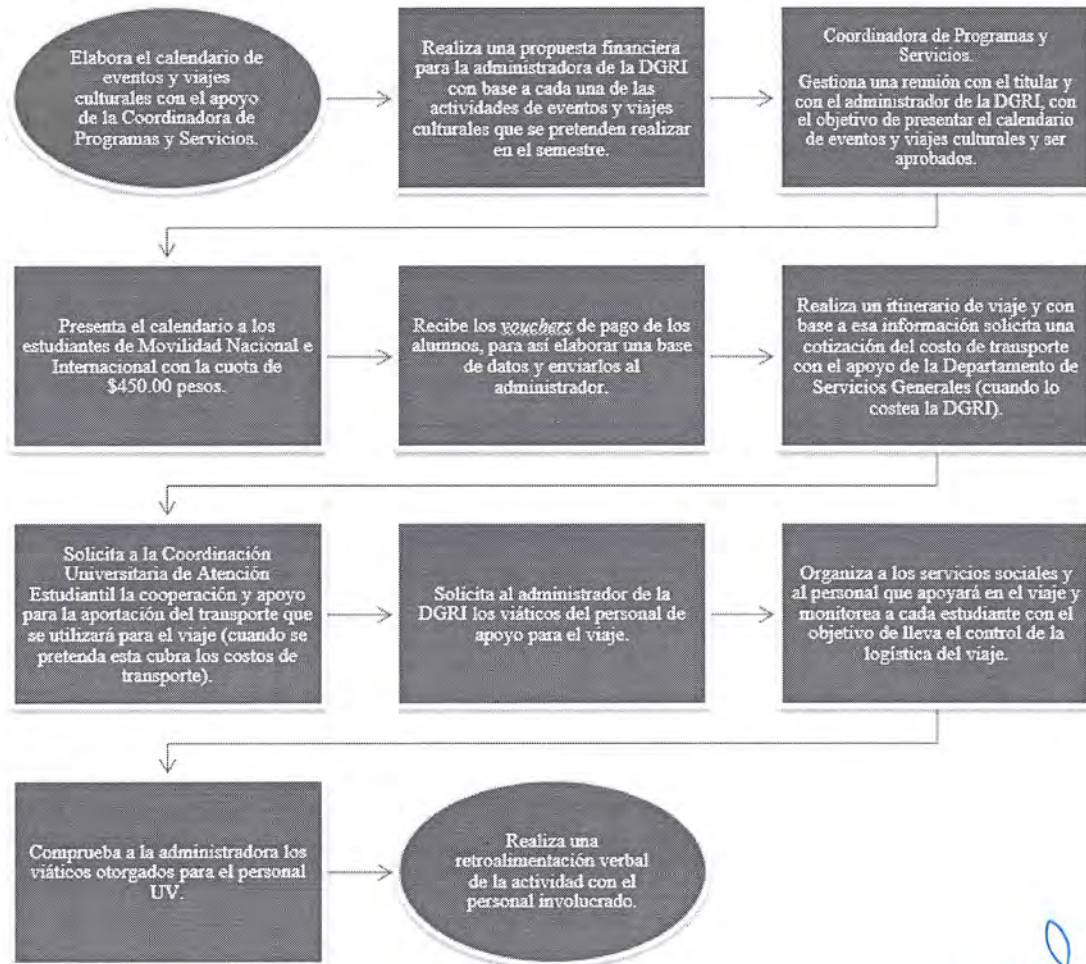 Elabora el calendario de
eventos y viajes
culturales con el apoyo
de la Coordinadora de
Programas y Servicios.
Realiza una propuesta financiera
para la administradora de la DGRI
con base a cada una de las
actividades de eventos y viajes
culturales que se pretenden realizar
en el semestre.
Coordinadora de Programas y
Servicios.
Gestiona una reunión con el titular y
con el administrador de la DGRI, con
el objetivo de presentar el calendario
de eventos y viajes culturales y ser
aprobados.
Presenta el calendario a los
estudiantes de Movilidad Nacional e
Internacional con la cuota de
$450.00 pesos.
Recibe los vouchers de pago de los
alumnos, para así elaborar una base
de datos y enviarlos al
administrador.
Realiza un itinerario de viaje y con
base a esa información solicita una
cotización del costo de transporte
con el apoyo de la Departamento de
Servicios Generales (cuando lo
costea la DGRI).
Solicita a la Coordinación
Universitaria de Atención
Estudiantil la cooperación y apoyo
para la aportación del transporte que
se utilizará para el viaje (cuando se
pretenda esta cubra los costos de
transporte).
Solicita al administrador de la
DGRI los viáticos del personal de
apoyo para el viaje.
Organiza a los servicios sociales y
al personal que apoyará en el viaje y
monitorea a cada estudiante con el
objetivo de lleva el control de la
logística del viaje.
Comprueba a la administradora los
viáticos otorgados para el personal
UV.
Realiza una
retroalimentación verbal
de la actividad con el
personal involucrado.